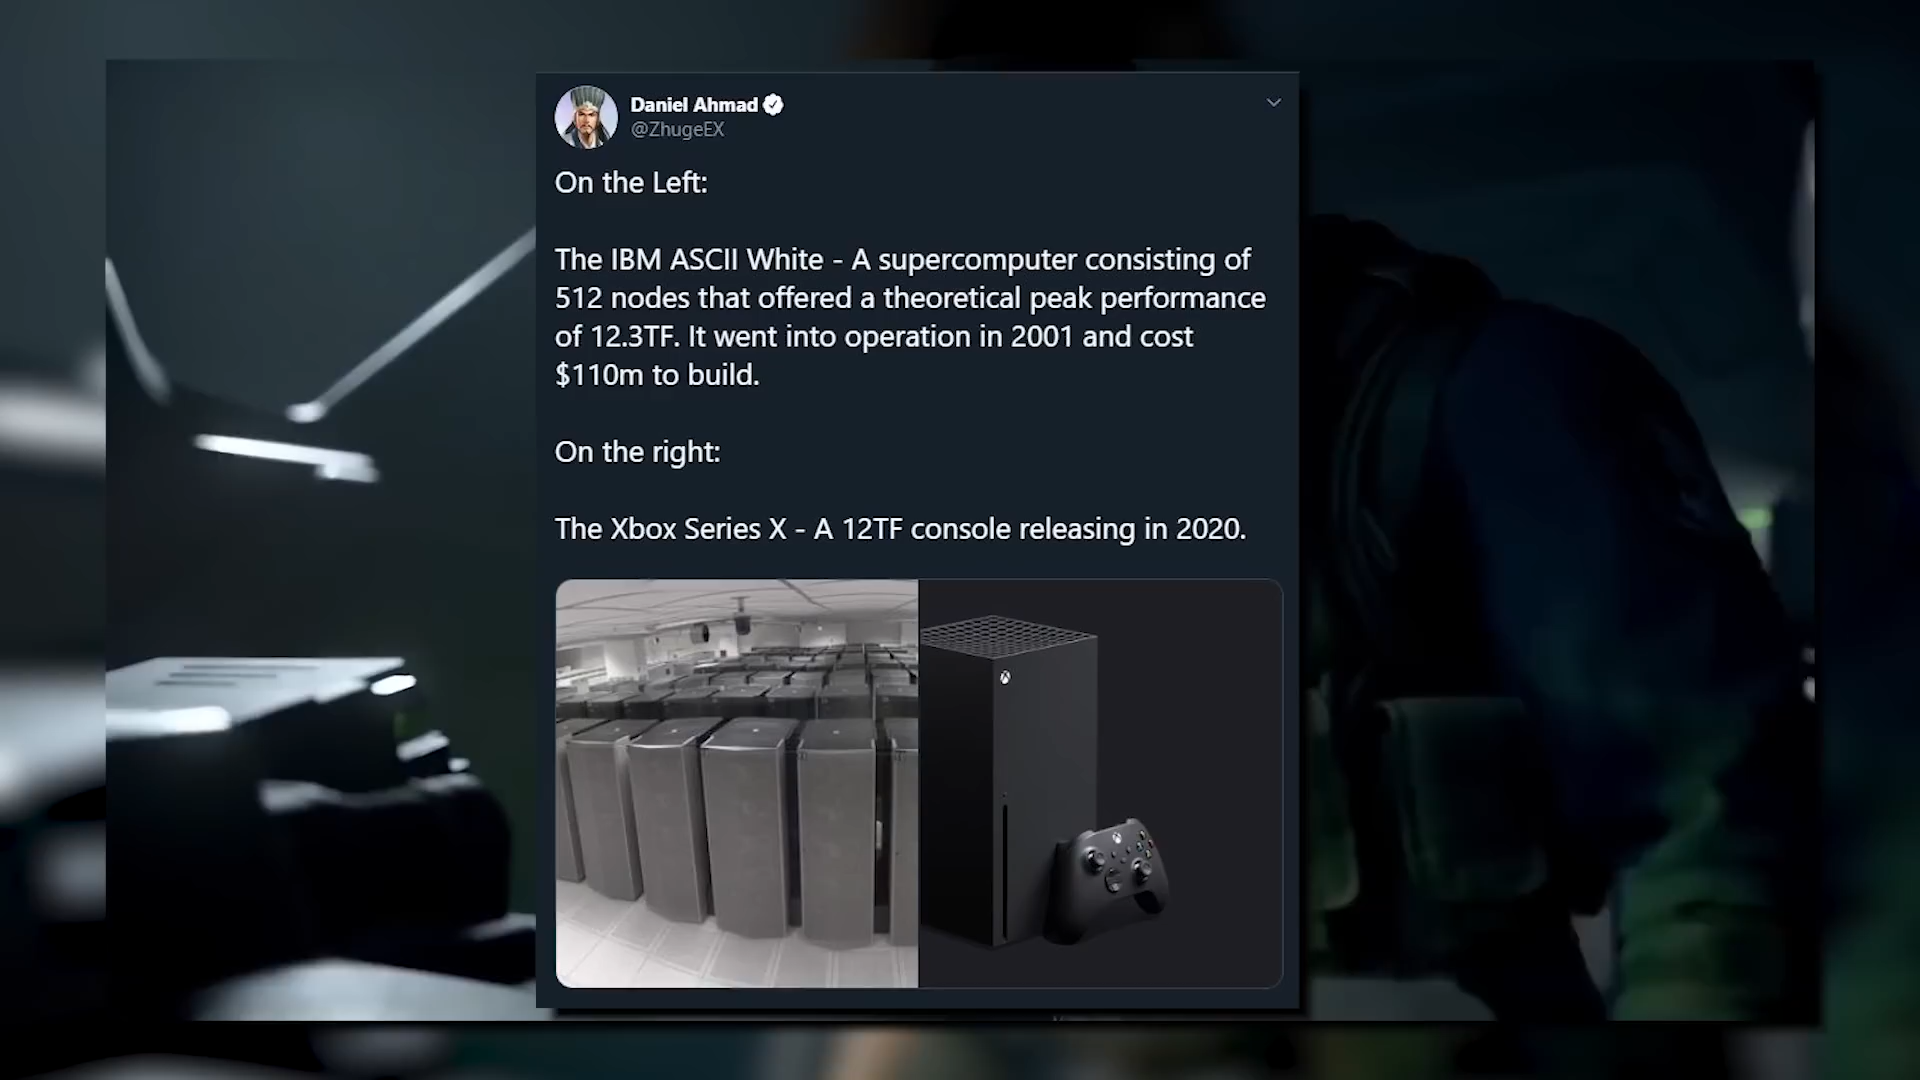 Daniel Ahmad
@ZhugeEX
On the Left:
The IBM ASCII White - A supercomputer consisting of
512 nodes that offered a theoretical peak performance
of 12.3TF. It went into operation in 2001 and cost
$110m to build.
On the right:
The Xbox Series X - A 12TF console releasing in 2020.